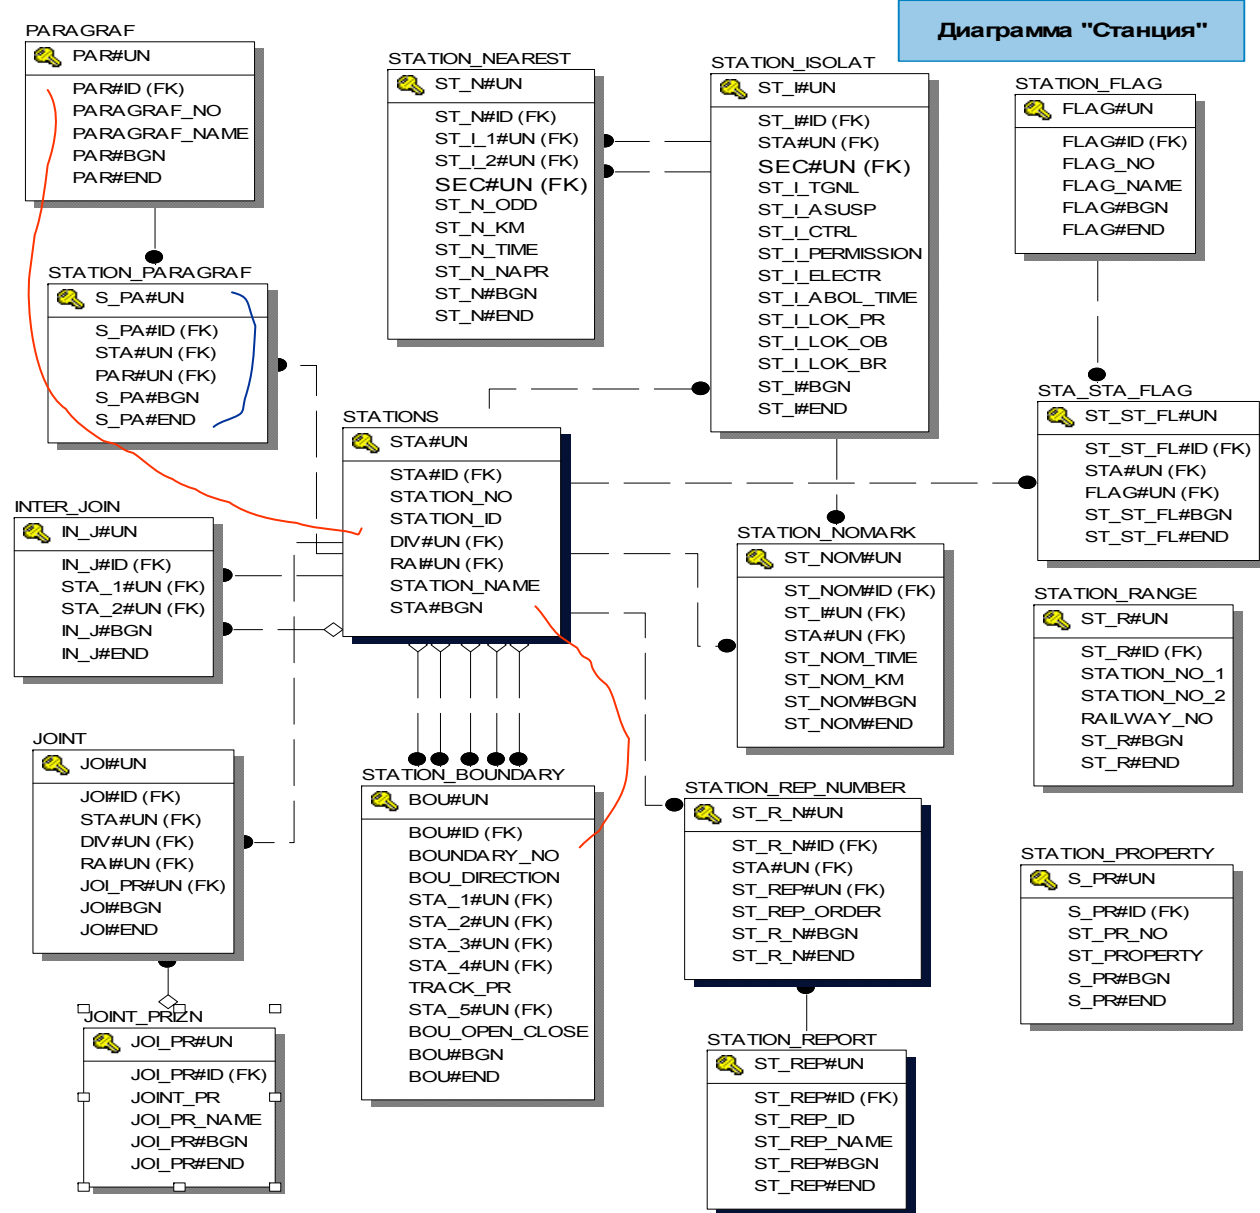 Диаграмма "Станция"
PARAGRAF
PAR#UN
PAR#ID (FK)
PARAGRAF_NO
PARAGRAF_NAME
PAR#BGN
PAR#END
STATION_NEAREST
ST_N#UN
ST_N#ID (FK)
ST_I_1#UN (FK)
ST_I_2#UN (FK)
SEC#UN (FK)
ST_N_ODD
ST_N_KM
ST_N_TIME
ST_N_NAPR
ST_N#BGN
ST_N#END
STATION_ISOLAT
ST_I#UN
ST_I#ID (FK)
STA#UN (FK)
SEC#UN (FK)
ST_I_TGNL
ST_I_ASUSP
ST_I_CTRL
ST_I_PERMISSION
ST_I_ELECTR
ST_I_ABOL_TIME
ST_I_LOK_PR
ST_I_LOK_OB
ST_I_LOK_BR
ST_I#BGN
ST_I#END
STATION_FLAG
FLAG#UN
FLAG#ID (FK)
FLAG_NO
FLAG_NAME
FLAG#BGN
FLAG#END
STATION_PARAGRAF
S_PA#UN
S_PA#ID (FK)
STA#UN (FK)
PAR#UN (FK)
S_PA#BGN
S_PA#END
STATIONS
STA#UN
STA#ID (FK)
STATION_NO
STATION_ID
DIV#UN (FK)
RAI#UN (FK)
STATION_NAME
STA#BGN
STA_STA_FLAG
ST_ST_FL#UN
ST_ST_FL#ID (FK)
STA#UN (FK)
FLAG#UN (FK)
ST_ST_FL#BGN
ST_ST_FL#END
INTER_JOIN
IN_J#UN
IN_J#ID (FK)
STA_1#UN (FK)
STA_2#UN (FK)
IN_J#BGN
IN_J#END
STATION_NOMARK
ST_NOM#UN
ST_NOM#ID (FK)
ST_I#UN (FK)
STA#UN (FK)
ST_NOM_TIME
ST_NOM_KM
ST_NOM#BGN
ST_NOM#END
STATION_RANGE
ST_R#UN
ST_R#ID (FK)
STATION_NO_1
STATION_NO_2
RAILWAY_NO
ST_R#BGN
ST_R#END
JOINT
JOI#UN
JOI#ID (FK)
STA#UN (FK)
DIV#UN (FK)
RAI#UN (FK)
JOI_PR#UN (FK)
JOI#BGN
JOI#END
STATION_BOUNDARY
BOU#UN
BOU#ID (FK)
BOUNDARY_NO
BOU_DIRECTION
STA_1#UN (FK)
STA_2#UN (FK)
STA_3#UN (FK)
STA_4#UN (FK)
TRACK_PR
STA_5#UN (FK)
BOU_OPEN_CLOSE
BOU#BGN
BOU#END
STATION_REP_NUMBER
ST_R_N#UN
ST_R_N#ID (FK)
STA#UN (FK)
ST_REP#UN (FK)
ST_REP_ORDER
ST_R_N#BGN
ST_R_N#END
STATION_PROPERTY
S_PR#UN
S_PR#ID (FK)
ST_PR_NO
ST_PROPERTY
S_PR#BGN
S_PR#END
JOINT_PRIZN
JOI_PR#UN
JOI_PR#ID (FK)
JOINT_PR
JOI_PR_NAME
JOI_PR#BGN
JOI_PR#END
STATION_REPORT
ST_REP#UN
ST_REP#ID (FK)
ST_REP_ID
ST_REP_NAME
ST_REP#BGN
ST_REP#END